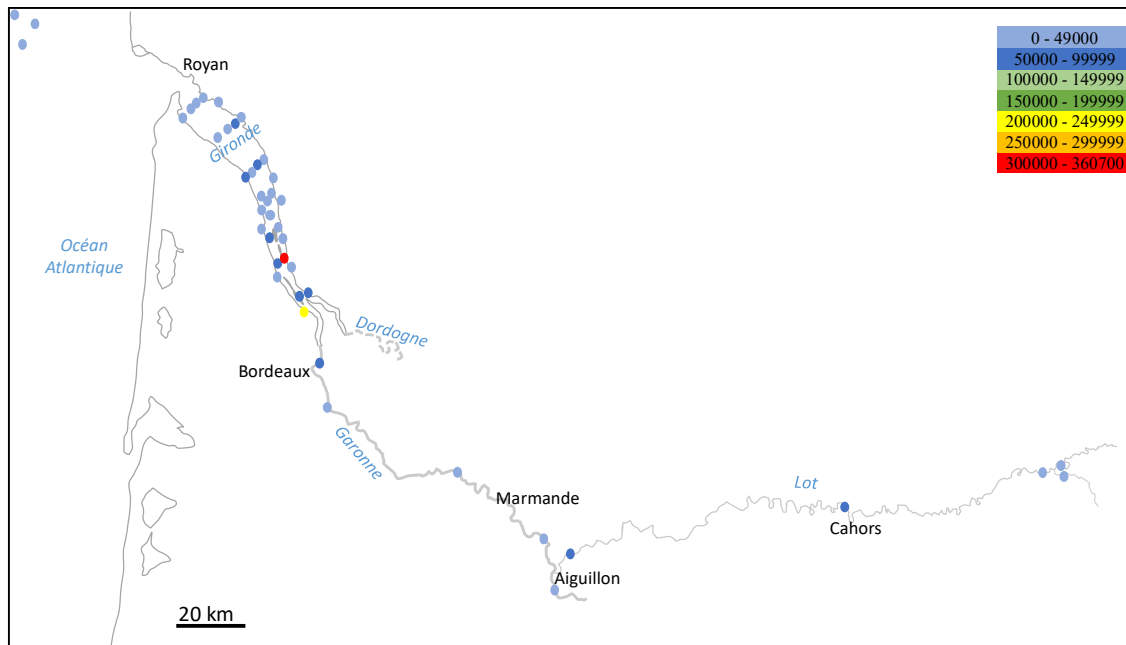 Royan
Gironde
Océan
Atlantique
Dordogne
Bordeaux
Garonne
Marmande
Lot
Cahors
Aiguillon
20 km
0 - 49000
50000 - 99999
100000 - 149999
150000 - 199999
200000 - 249999
250000 - 299999
300000 - 360700